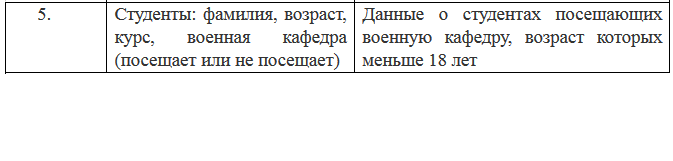 5.
Студенты: фамилия, возраст,
курс, военная кафедра
(посещает или не посещает)
Данные о студентах посещающих
военную кафедру, возраст которых
меньше 18 лет